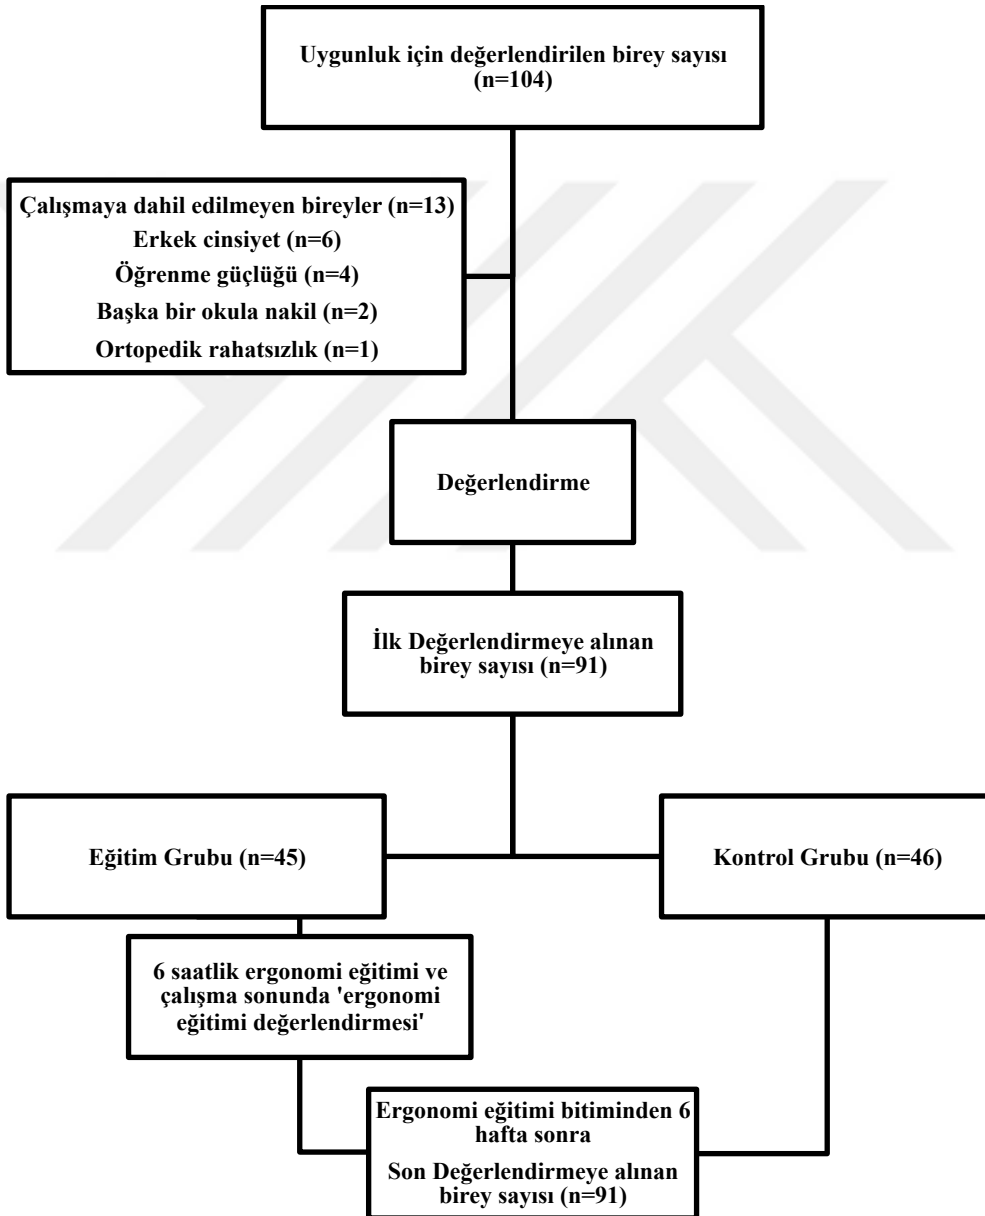 Uygunluk için değerlendirilen birey sayısı
(n=104)
Çalışmaya dahil edilmeyen bireyler (n=13)
Erkek cinsiyet (n=6)
Öğrenme güçlüğü (n=4)
Başka bir okula nakil (n=2)
Ortopedik rahatsızlık (n=1)
Değerlendirme
İlk Değerlendirmeye alınan
birey sayısı (n=91)
Eğitim Grubu (n=45)
Kontrol Grubu (n=46)
6 saatlik ergonomi eğitimi ve
çalışma sonunda 'ergonomi
eğitimi değerlendirmesi'
Ergonomi eğitimi bitiminden 6
hafta sonra
Son Değerlendirmeye alınan
birey sayısı (n=91)